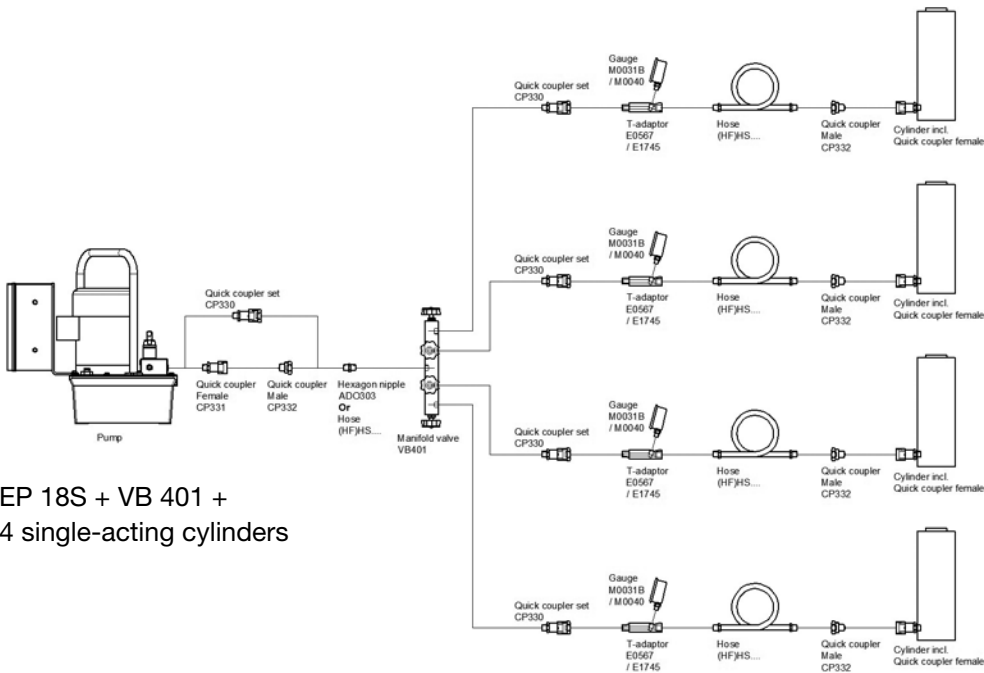 Gauge
M0031B
/ M0040
Quick coupler set
CP330
T-adaptor
E0567
/ E1745
Hose
(HF)HS....
Quick coupler
Male
CP332
Cylinder incl.
Quick coupler female
Gauge
M0031B
/ M0040
Quick coupler set
CP330
T-adaptor
E0567
/ E1745
Hose
(HF)HS....
Quick coupler
Male
CP332
Cylinder incl.
Quick coupler female
Quick coupler set
CP330
Quick coupler
Female
CP331
Quick coupler
Male
CP332
Hexagon nipple
ADO303
Or
Hose
(HF)HS....
Manifold valve
VB401
Pump
Gauge
M0031B
/ M0040
Quick coupler set
CP330
T-adaptor
E0567
/ E1745
Hose
(HF)HS....
Quick coupler
Male
CP332
Cylinder incl.
Quick coupler female
EP 18S + VB 401 +
4 single-acting cylinders
Gauge
M0031B
/ M0040
Quick coupler set
CP330
T-adaptor
E0567
/ E1745
Hose
(HF)HS....
Quick coupler
Male
CP332
Cylinder incl.
Quick coupler female